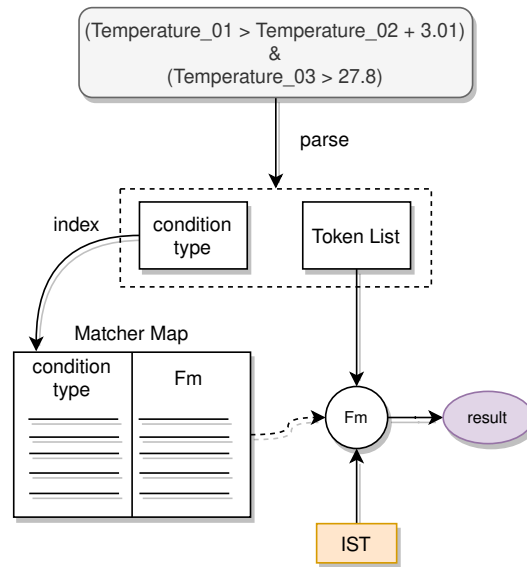 (Temperature_01 > Temperature_02 + 3.01)
&
(Temperature_03 > 27.8)
parse
index
condition
type
Token List
Matcher Map
condition
type
Fm
Fm
result
IST